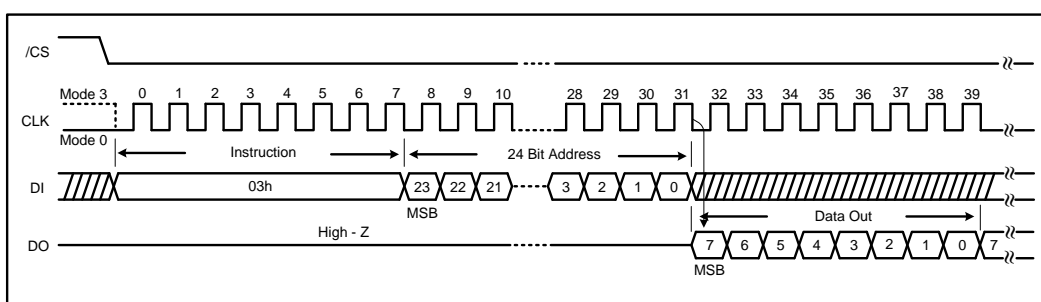 /CS
Mode 3 0 1 2 3 4 5 6 7 8 9 10 28 29 30 31 32 33 34 35 36 37 38 39
CLK
Mode 0
Instruction 24 Bit Address
DI 03h 23 22 21 3 2 1 0
MSB Data Out
High - Z
DO 7 6 5 4 3 2 1 0 7
MSB